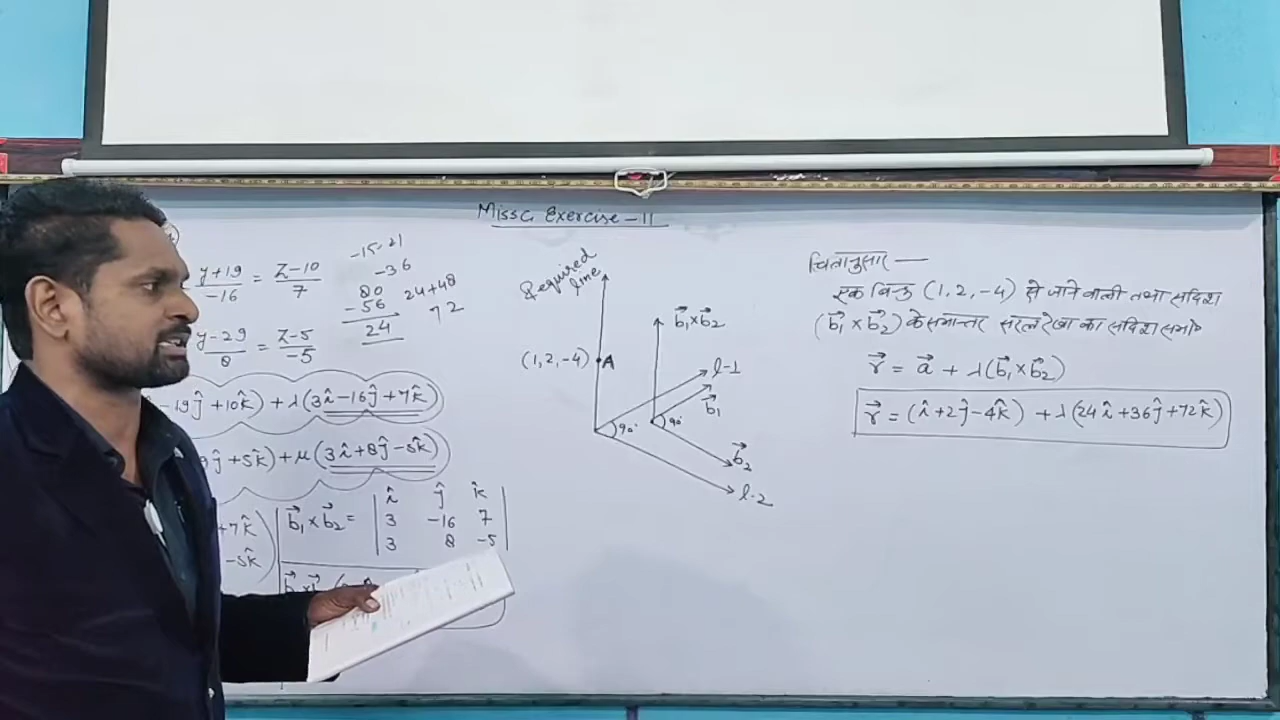 Missc. Exercise-11
y+19/-16 = Z-10/7
-15-21
-36
80
-56
24
24+48
72
y-29/8 = Z-5/-5
-19ĵ+10k̂) + λ(3î-16ĵ+7k̂)
ĵ+5k̂) + μ(3î+8ĵ-5k̂)
+7k̂
-5k̂
b⃗₁×b⃗₂ = | î ĵ k̂
3 -16 7
3 8 -5 |
Required line
(1,2,-4) A
b⃗₁×b⃗₂
l-1
b⃗₁
90°
90°
b⃗₂
l-2
चित्रानुसार —
एक बिन्दु (1,2,-4) से जाने वाली तथा सदिश
(b⃗₁×b⃗₂) के समान्तर सरल रेखा का सदिश समी०
r⃗ = a⃗ + λ(b⃗₁×b⃗₂)
r⃗ = (î+2ĵ-4k̂) + λ(24î+36ĵ+72k̂)